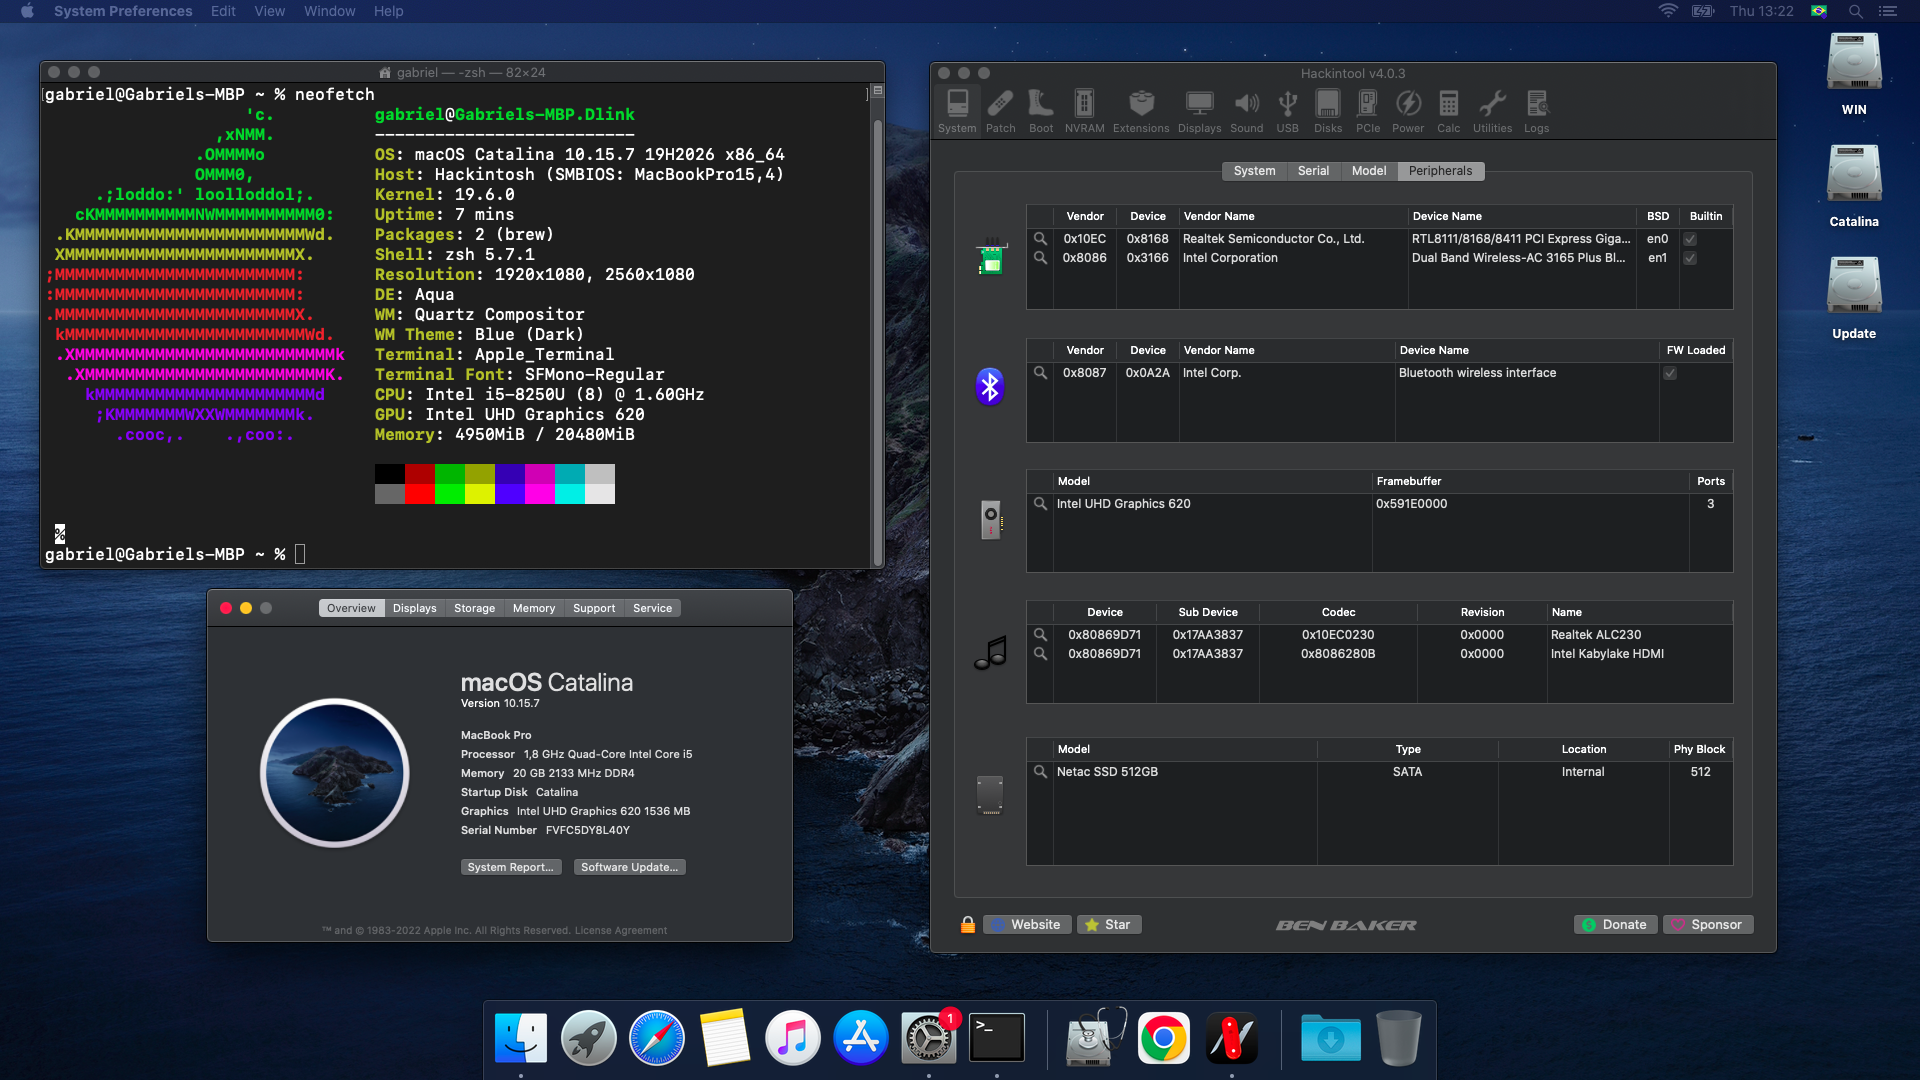 System Preferences Edit View Window Help
Thu 13:22
gabriel — -zsh — 82×24
[gabriel@Gabriels-MBP ~ % neofetch ]
'c. gabriel@Gabriels-MBP.Dlink
,xNMM. --------------------------
.OMMMMo OS: macOS Catalina 10.15.7 19H2026 x86_64
OMMM0, Host: Hackintosh (SMBIOS: MacBookPro15,4)
.;loddo:' loolloddol;. Kernel: 19.6.0
cKMMMMMMMMMMNWMMMMMMMMMM0: Uptime: 7 mins
.KMMMMMMMMMMMMMMMMMMMMMMMWd. Packages: 2 (brew)
XMMMMMMMMMMMMMMMMMMMMMMMX. Shell: zsh 5.7.1
;MMMMMMMMMMMMMMMMMMMMMMMM: Resolution: 1920x1080, 2560x1080
:MMMMMMMMMMMMMMMMMMMMMMMM: DE: Aqua
.MMMMMMMMMMMMMMMMMMMMMMMMX. WM: Quartz Compositor
kMMMMMMMMMMMMMMMMMMMMMMMMWd. WM Theme: Blue (Dark)
.XMMMMMMMMMMMMMMMMMMMMMMMMMMk Terminal: Apple_Terminal
.XMMMMMMMMMMMMMMMMMMMMMMMMK. Terminal Font: SFMono-Regular
kMMMMMMMMMMMMMMMMMMMMMMd CPU: Intel i5-8250U (8) @ 1.60GHz
;KMMMMMMMWXXWMMMMMMMk. GPU: Intel UHD Graphics 620
.cooc,. .,coo:. Memory: 4950MiB / 20480MiB
%
gabriel@Gabriels-MBP ~ %
Overview Displays Storage Memory Support Service
macOS Catalina
Version 10.15.7
MacBook Pro
Processor 1,8 GHz Quad-Core Intel Core i5
Memory 20 GB 2133 MHz DDR4
Startup Disk Catalina
Graphics Intel UHD Graphics 620 1536 MB
Serial Number FVFC5DY8L40Y
System Report... Software Update...
™ and © 1983-2022 Apple Inc. All Rights Reserved. License Agreement
Hackintool v4.0.3
System Patch Boot NVRAM Extensions Displays Sound USB Disks PCIe Power Calc Utilities Logs
System Serial Model Peripherals
Vendor Device Vendor Name Device Name BSD Builtin
0x10EC 0x8168 Realtek Semiconductor Co., Ltd. RTL8111/8168/8411 PCI Express Giga... en0
0x8086 0x3166 Intel Corporation Dual Band Wireless-AC 3165 Plus Bl... en1
Vendor Device Vendor Name Device Name FW Loaded
0x8087 0x0A2A Intel Corp. Bluetooth wireless interface
Model Framebuffer Ports
Intel UHD Graphics 620 0x591E0000 3
Device Sub Device Codec Revision Name
0x80869D71 0x17AA3837 0x10EC0230 0x0000 Realtek ALC230
0x80869D71 0x17AA3837 0x8086280B 0x0000 Intel Kabylake HDMI
Model Type Location Phy Block
Netac SSD 512GB SATA Internal 512
Website Star BEN BAKER Donate Sponsor
WIN
Catalina
Update
1
>_